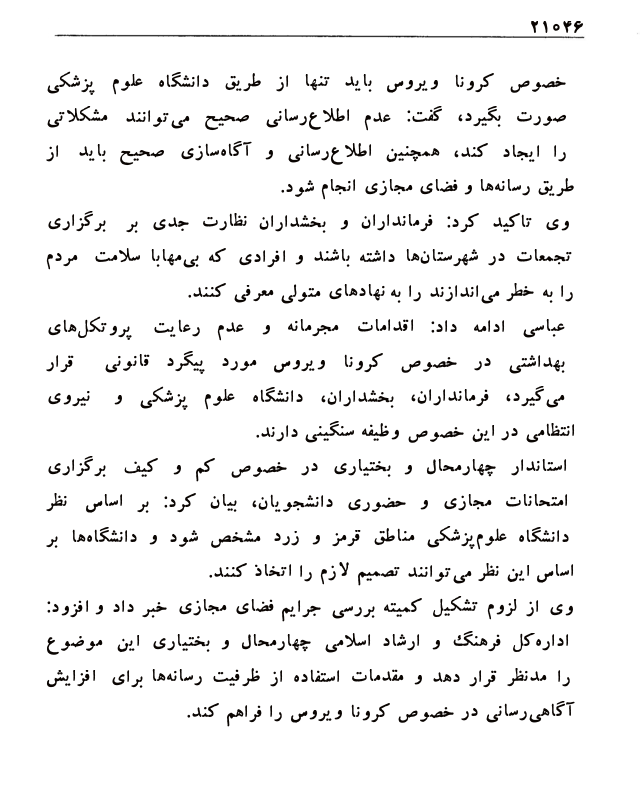 ۲۱۰۴۶
خصوص کرونا ویروس باید تنها از طریق دانشگاه علوم پزشکی
صورت بگیرد، گفت: عدم اطلاع‌رسانی صحیح می‌توانند مشکلاتی
را ایجاد کند، همچنین اطلاع‌رسانی و آگاه‌سازی صحیح باید از
طریق رسانه‌ها و فضای مجازی انجام شود.
وی تاکید کرد: فرمانداران و بخشداران نظارت جدی بر برگزاری
تجمعات در شهرستان‌ها داشته باشند و افرادی که بی‌مهابا سلامت مردم
را به خطر می‌اندازند را به نهادهای متولی معرفی کنند.
عباسی ادامه داد: اقدامات مجرمانه و عدم رعایت پروتکل‌های
بهداشتی در خصوص کرونا ویروس مورد پیگرد قانونی قرار
می‌گیرد، فرمانداران، بخشداران، دانشگاه علوم پزشکی و نیروی
انتظامی در این خصوص وظیفه سنگینی دارند.
استاندار چهارمحال و بختیاری در خصوص کم و کیف برگزاری
امتحانات مجازی و حضوری دانشجویان، بیان کرد: بر اساس نظر
دانشگاه علوم‌پزشکی مناطق قرمز و زرد مشخص شود و دانشگاه‌ها بر
اساس این نظر می‌توانند تصمیم لازم را اتخاذ کنند.
وی از لزوم تشکیل کمیته بررسی جرایم فضای مجازی خبر داد و افزود:
اداره‌کل فرهنگ و ارشاد اسلامی چهارمحال و بختیاری این موضوع
را مدنظر قرار دهد و مقدمات استفاده از ظرفیت رسانه‌ها برای افزایش
آگاهی‌رسانی در خصوص کرونا ویروس را فراهم کند.